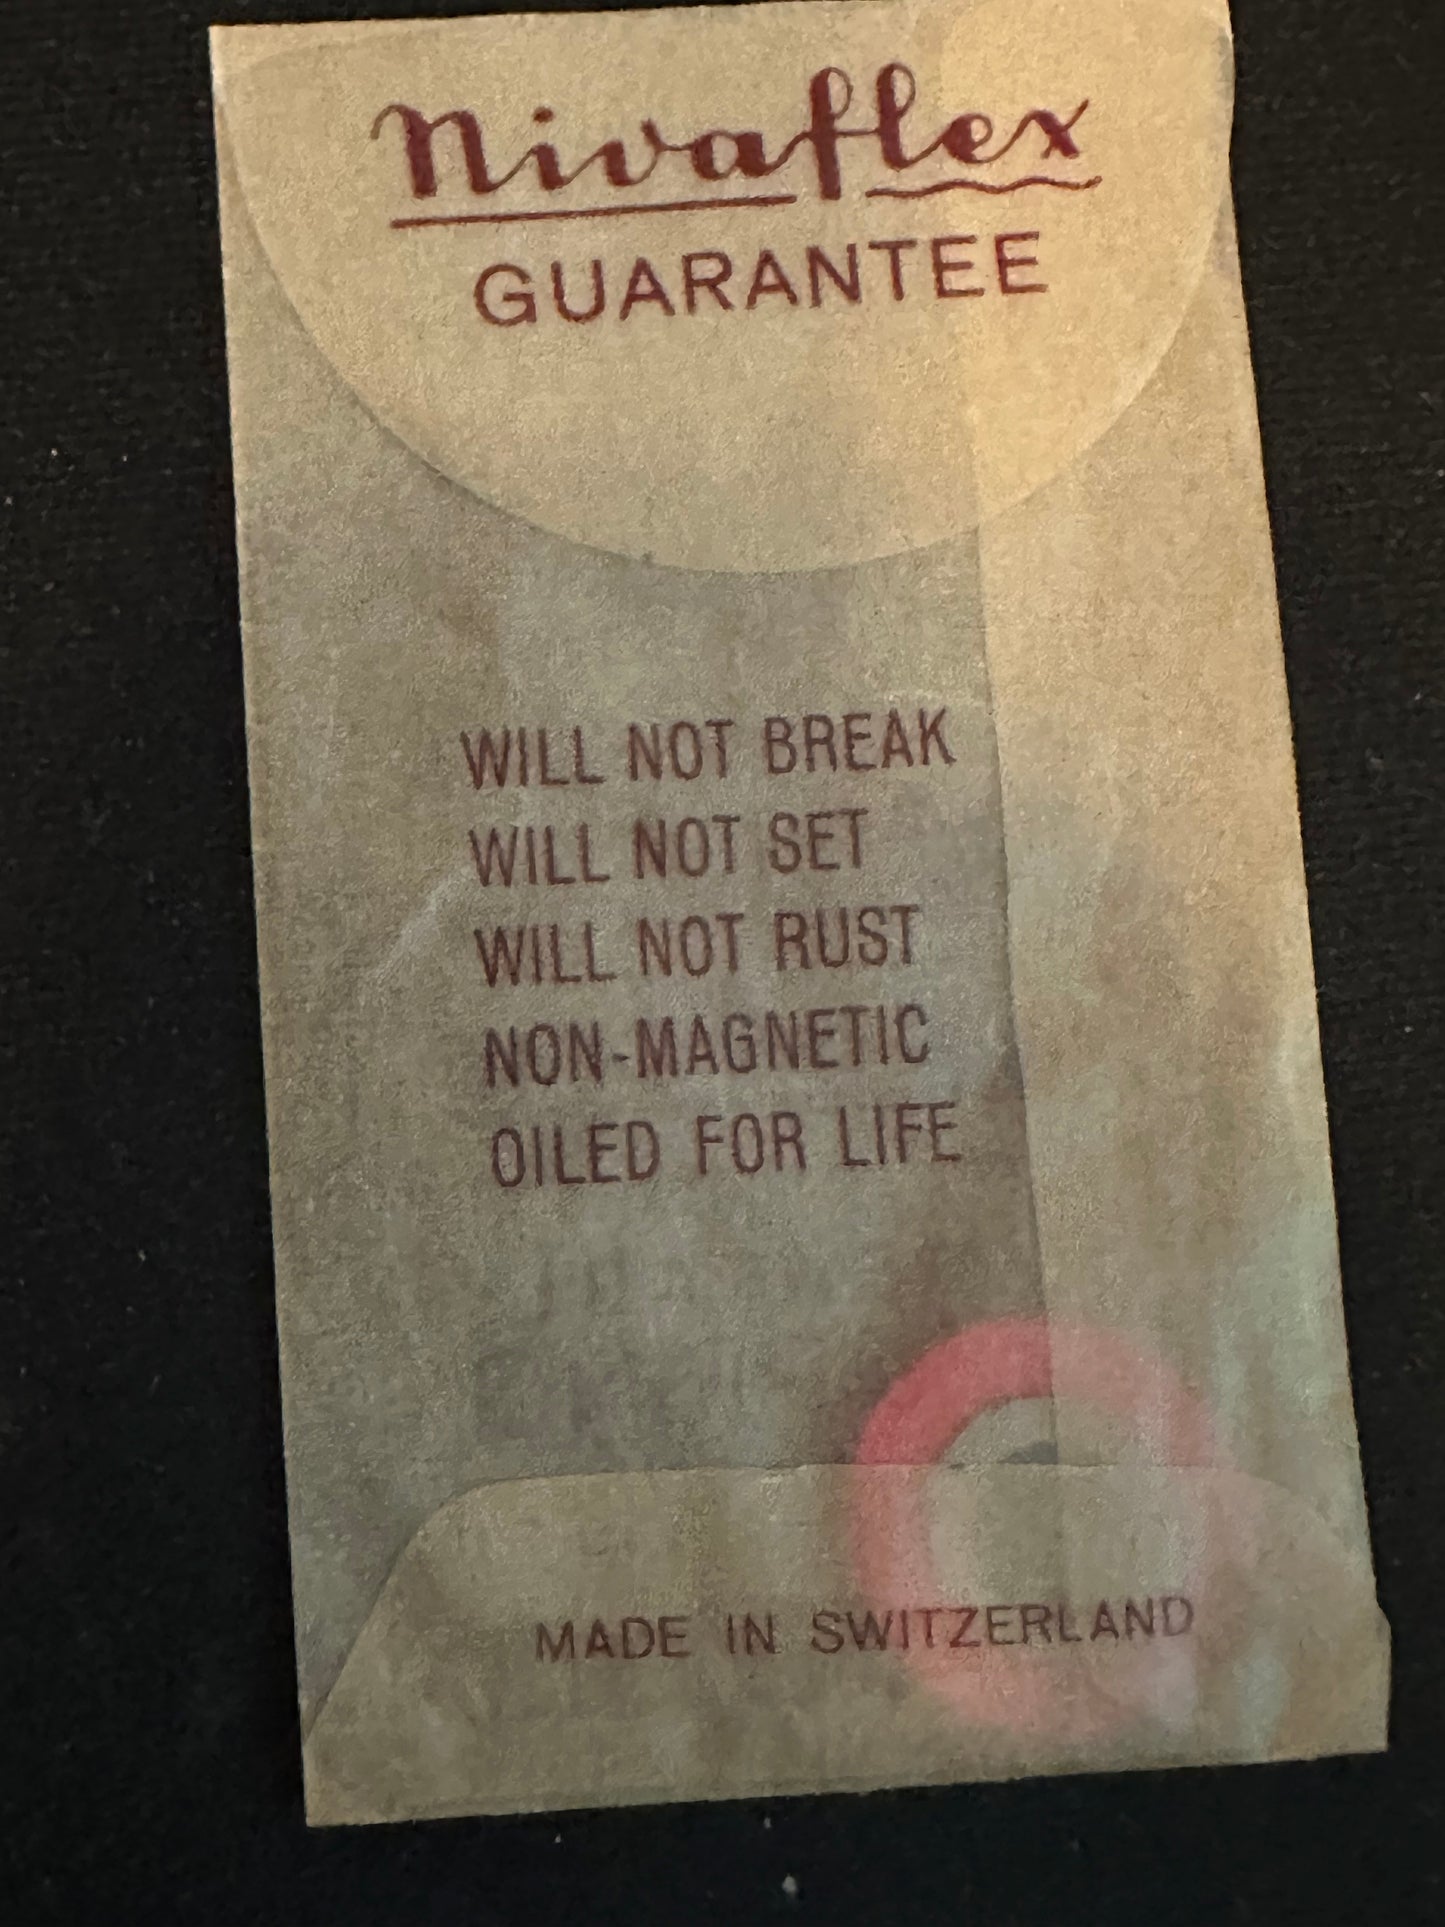 Nivaflex
GUARANTEE
WILL NOT BREAK
WILL NOT SET
WILL NOT RUST
NON-MAGNETIC
OILED FOR LIFE
MADE IN SWITZERLAND